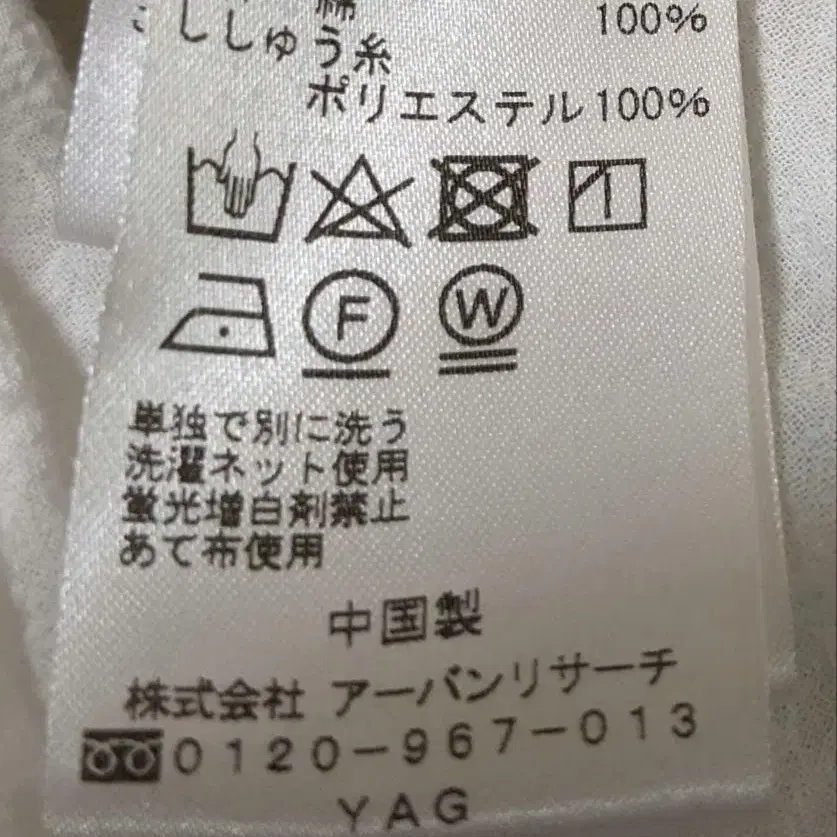 綿 100%
ししゅう糸
ポリエステル100%
F W
単独で別に洗う
洗濯ネット使用
蛍光増白剤禁止
あて布使用
中国製
株式会社 アーバンリサーチ
0120-967-013
YAG